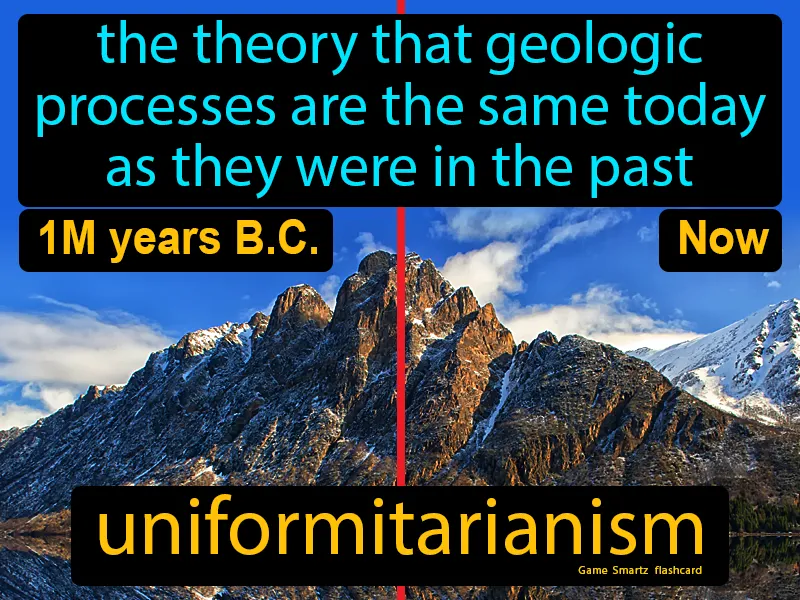 the theory that geologic
processes are the same today
as they were in the past
1M years B.C.
Now
uniformitarianism
Game Smartz flashcard